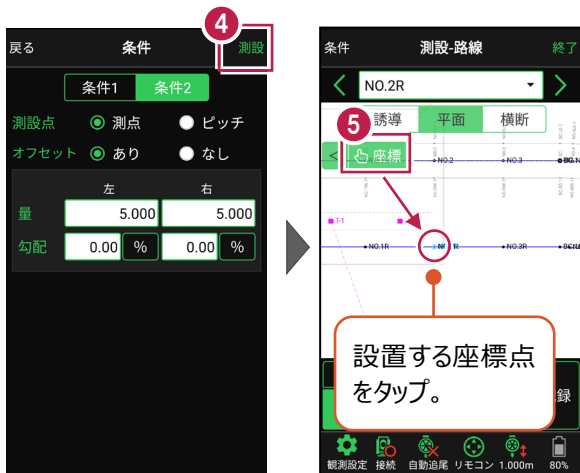 4
戻る 条件 測設
条件1 条件2
測設点 測点 ピッチ
オフセット あり なし
左 右
量 5.000 5.000
勾配 0.00 % 0.00 %
条件 測設-路線 終了
< NO.2R >
誘導 平面 横断
5
< 座標
NO.2 NO.3
T-1
NO.1R NO.3R
設置する座標点
をタップ。
録
観測設定 接続 自動追尾 リモコン 1.000m 80%